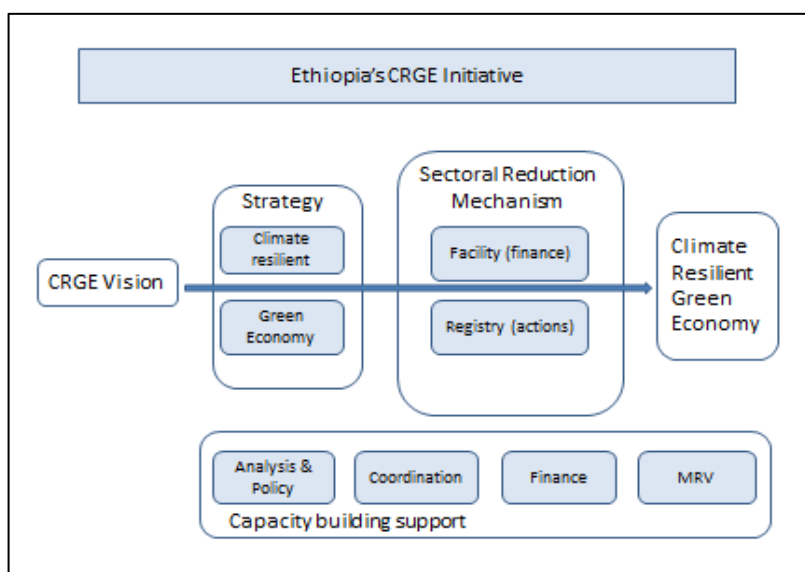 Ethiopia's CRGE Initiative
Sectoral Reduction
Mechanism
Strategy
Climate
resilient
Facility (finance)
CRGE Vision
Climate
Resilient
Green
Economy
Green
Economy
Registry (actions)
Analysis &
Policy
Coordination
Finance
MRV
Capacity building support